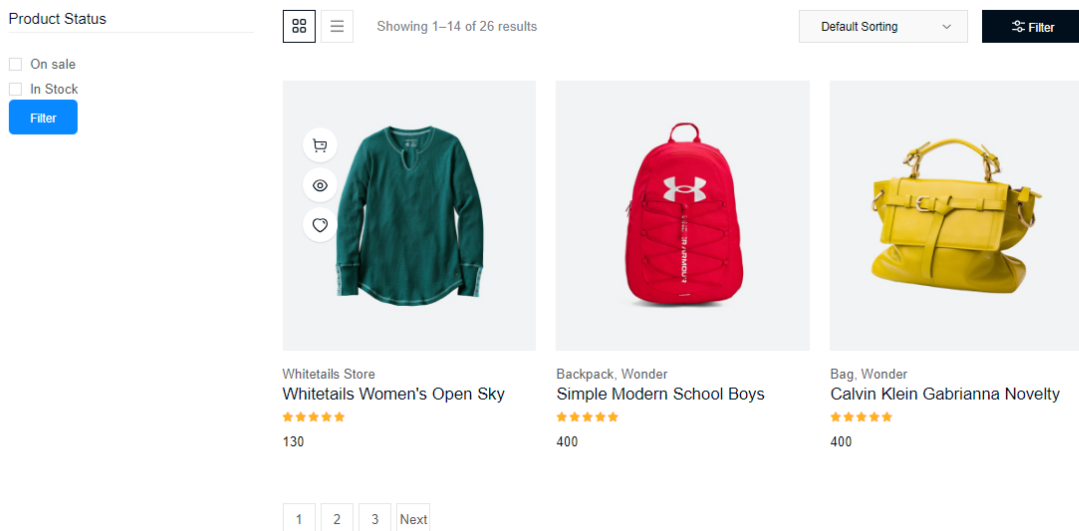 Product Status
On sale
In Stock
Filter
Showing 1–14 of 26 results
Default Sorting
Filter
UNDER ARMOUR
Whitetails Store
Whitetails Women's Open Sky
130
Backpack, Wonder
Simple Modern School Boys
400
Bag, Wonder
Calvin Klein Gabrianna Novelty
400
1 2 3 Next